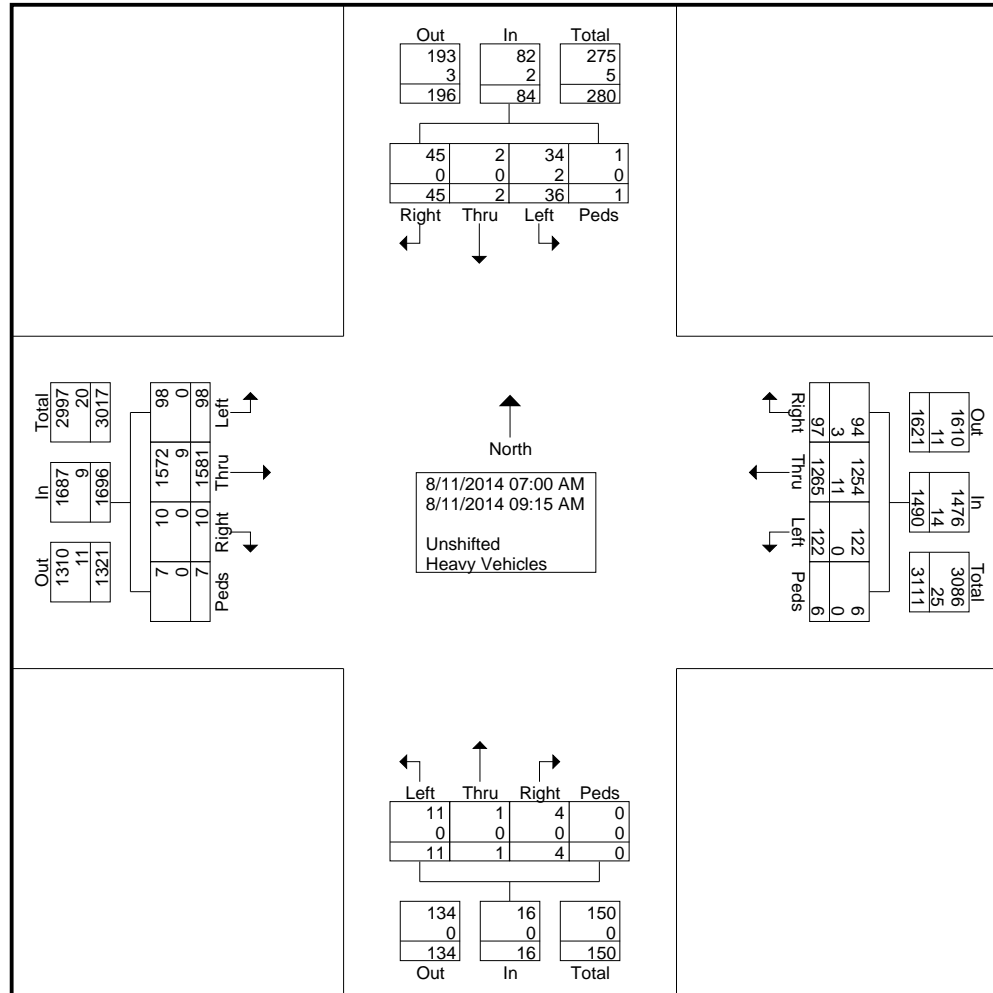 Out In Total
193 82 275
3 2 5
196 84 280
45 2 34 1
0 0 2 0
45 2 36 1
Right Thru Left Peds
Total
2997
20
3017
In
1687
9
1696
Out
1310
11
1321
98 0 98 Left
1572 9 1581 Thru
10 0 10 Right
7 0 7 Peds
North
8/11/2014 07:00 AM
8/11/2014 09:15 AM
Unshifted
Heavy Vehicles
Right 97 3 94
Thru 1265 11 1254
Left 122 0 122
Peds 6 0 6
Out
1610
11
1621
In
1476
14
1490
Total
3086
25
3111
Left Thru Right Peds
11 1 4 0
0 0 0 0
11 1 4 0
134 16 150
0 0 0
134 16 150
Out In Total